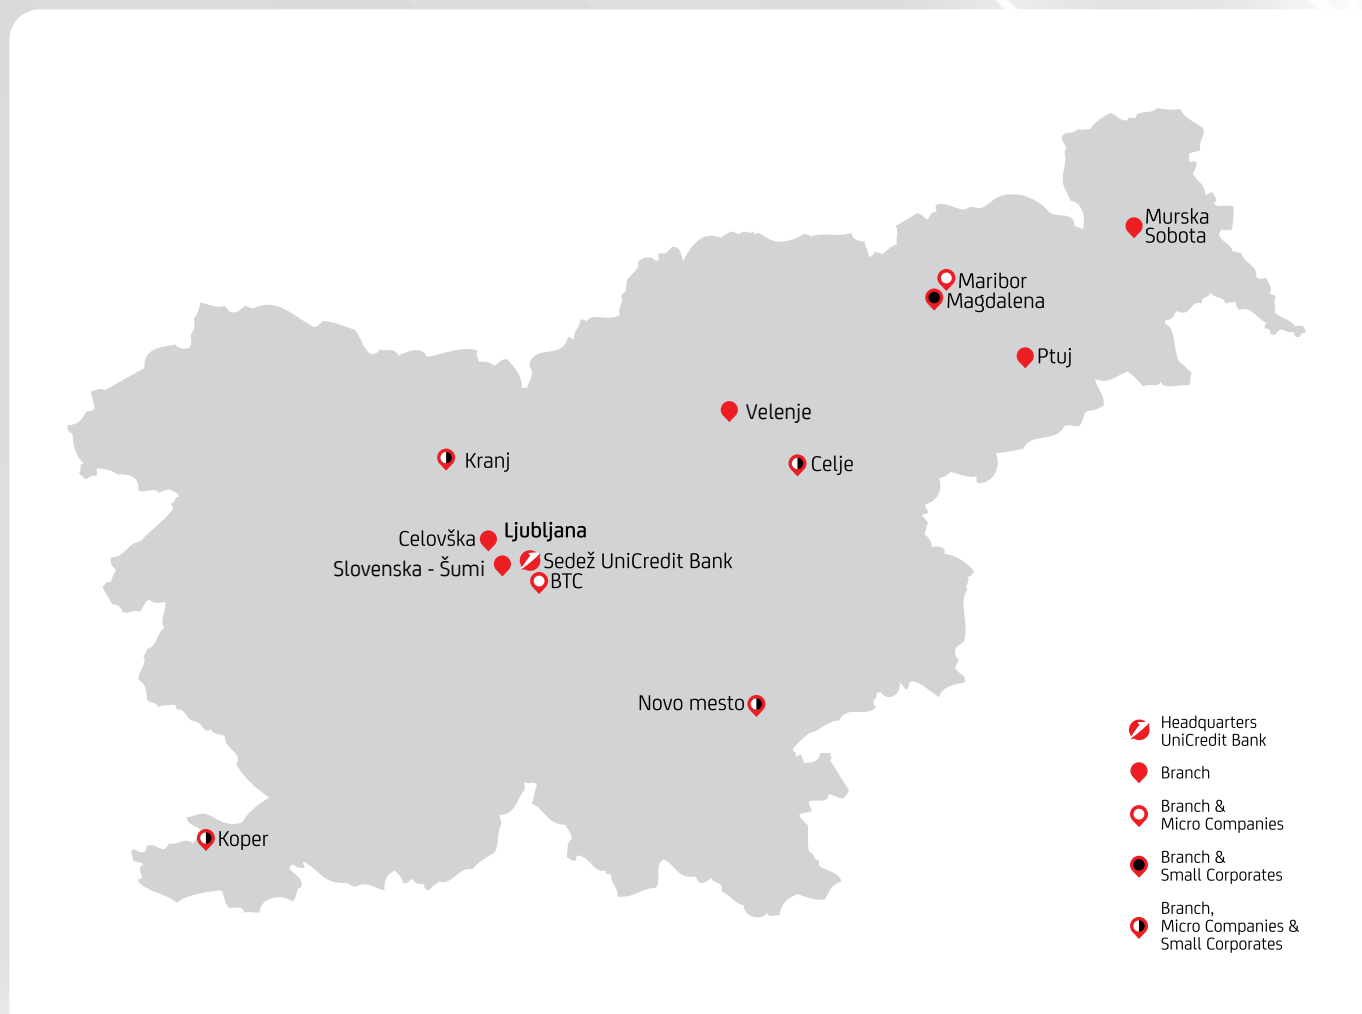 Murska
Sobota
Maribor
Magdalena
Ptuj
Velenje
Kranj
Celje
Ljubljana
Celovška
Sedež UniCredit Bank
Slovenska - Šumi
BTC
Novo mesto
Koper
Headquarters
UniCredit Bank
Branch
Branch &
Micro Companies
Branch &
Small Corporates
Branch,
Micro Companies &
Small Corporates